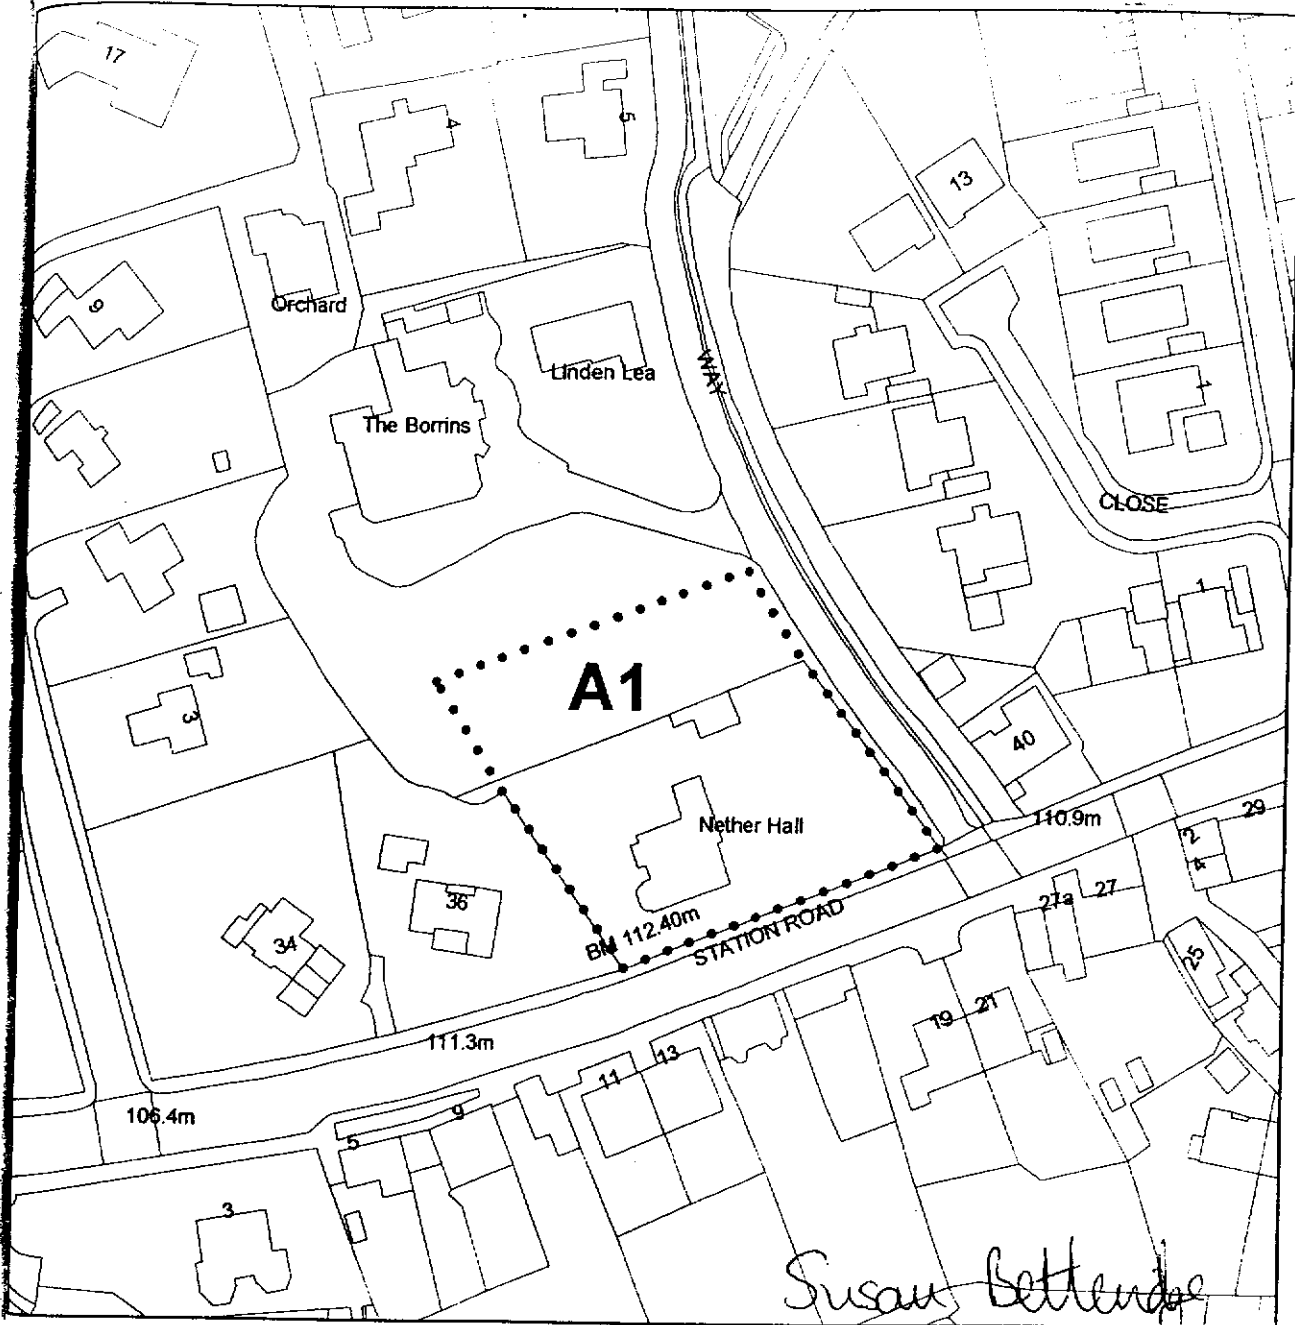 17
4
5
13
9
Orchard
Linden Lea
WAY
1
The Borrins
CLOSE
1
A1
3
40
Nether Hall
110.9m
29
2
4
36
27
27a
34
BM 112.40m
STATION ROAD
25
19
21
111.3m
13
11
106.4m
9
5
3
Susan